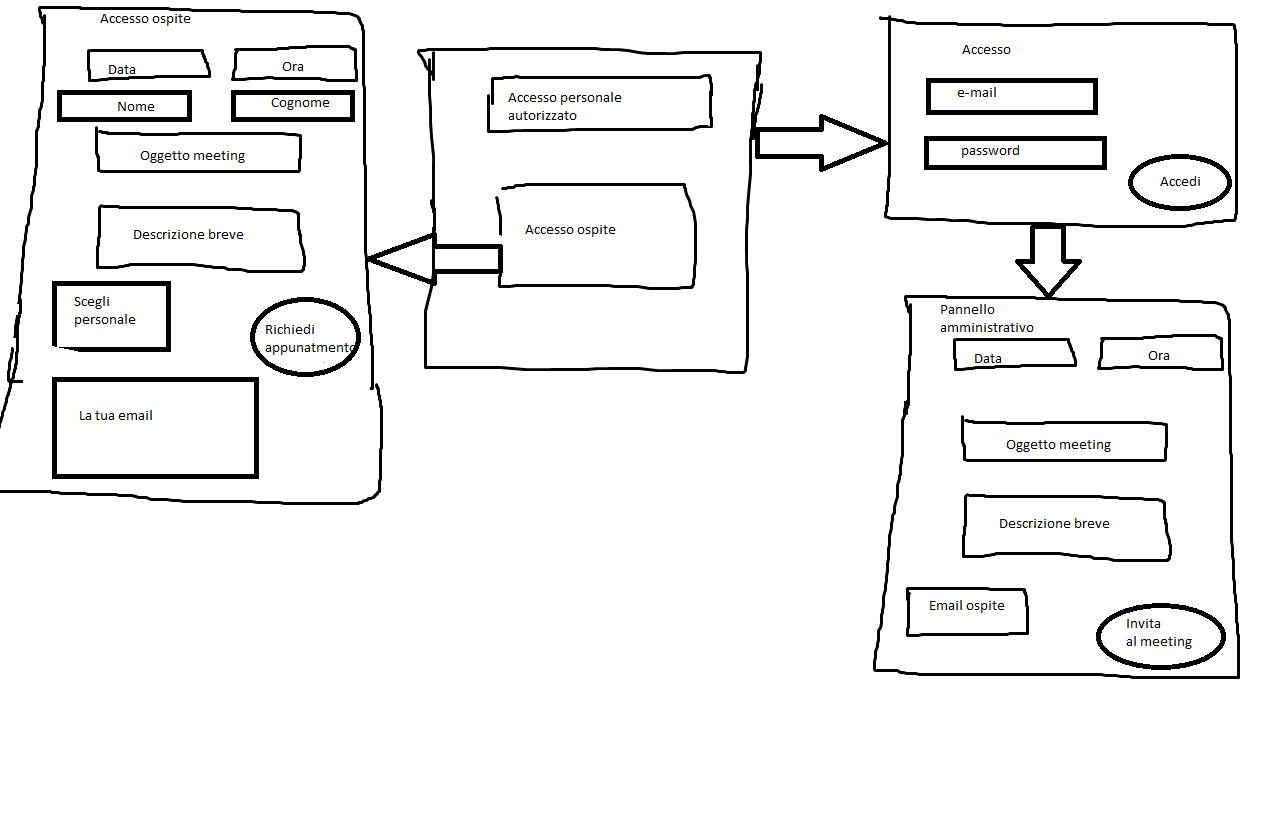 Accesso ospite
Data
Ora
Nome
Cognome
Oggetto meeting
Descrizione breve
Scegli
personale
Richiedi
appunatmento
La tua email
Accesso personale
autorizzato
Accesso ospite
Accesso
e-mail
password
Accedi
Pannello
amministrativo
Data
Ora
Oggetto meeting
Descrizione breve
Email ospite
Invita
al meeting